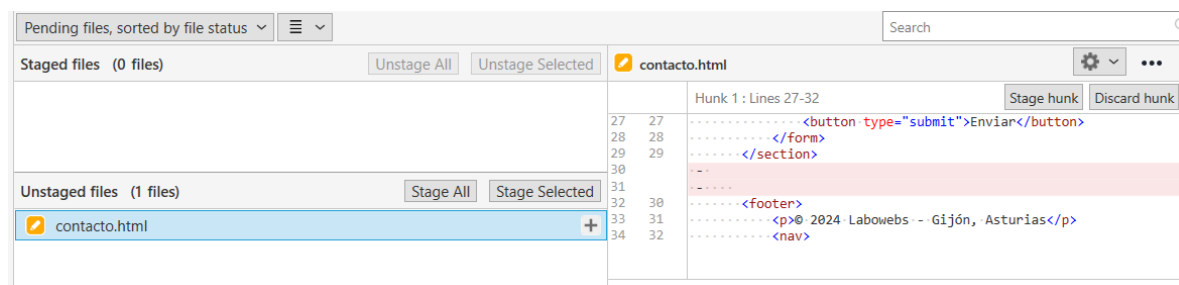 Pending files, sorted by file status
Search
Staged files (0 files)
Unstage All
Unstage Selected
Unstaged files (1 files)
Stage All
Stage Selected
contacto.html
contacto.html
Hunk 1 : Lines 27-32
Stage hunk
Discard hunk
27 27 <button type="submit">Enviar</button>
28 28 </form>
29 29 </section>
30 -
31 -
32 30 <footer>
33 31 <p>© 2024 Labowebs - Gijón, Asturias</p>
34 32 <nav>